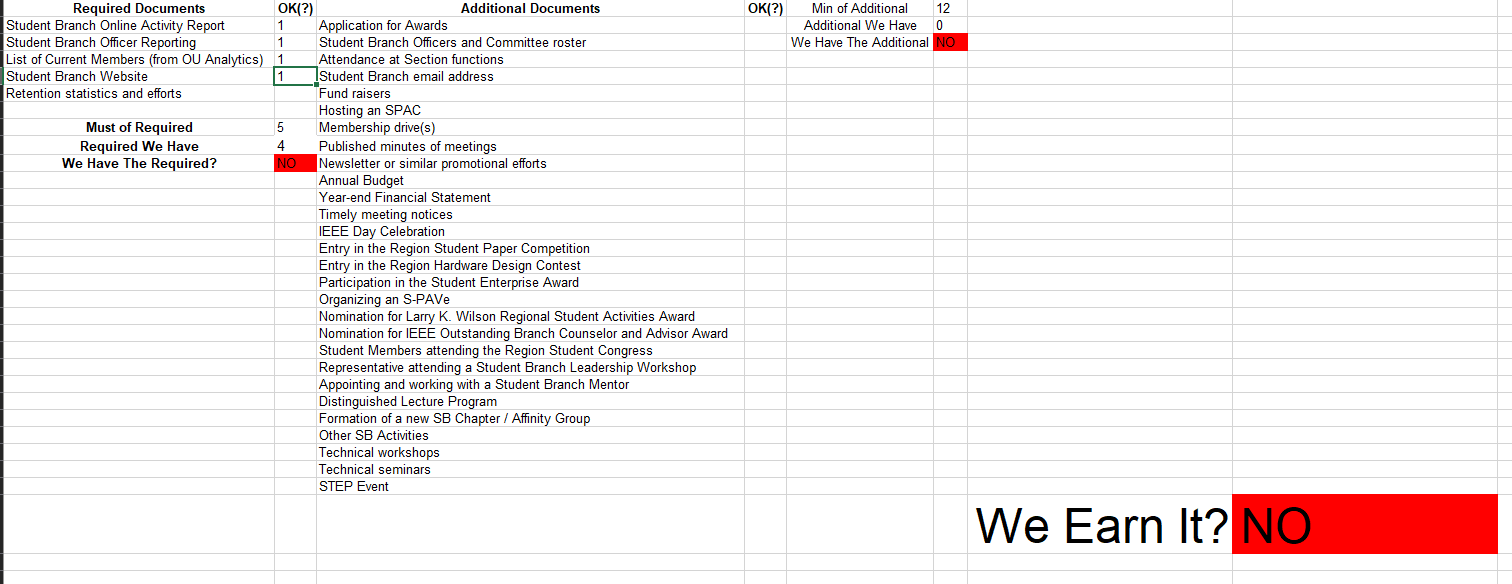 Required Documents OK(?) Additional Documents OK(?) Min of Additional 12
Student Branch Online Activity Report 1 Application for Awards Additional We Have 0
Student Branch Officer Reporting 1 Student Branch Officers and Committee roster We Have The Additional NO
List of Current Members (from OU Analytics) 1 Attendance at Section functions
Student Branch Website 1 Student Branch email address
Retention statistics and efforts Fund raisers
Hosting an SPAC
Must of Required 5 Membership drive(s)
Required We Have 4 Published minutes of meetings
We Have The Required? NO Newsletter or similar promotional efforts
Annual Budget
Year-end Financial Statement
Timely meeting notices
IEEE Day Celebration
Entry in the Region Student Paper Competition
Entry in the Region Hardware Design Contest
Participation in the Student Enterprise Award
Organizing an S-PAVe
Nomination for Larry K. Wilson Regional Student Activities Award
Nomination for IEEE Outstanding Branch Counselor and Advisor Award
Student Members attending the Region Student Congress
Representative attending a Student Branch Leadership Workshop
Appointing and working with a Student Branch Mentor
Distinguished Lecture Program
Formation of a new SB Chapter / Affinity Group
Other SB Activities
Technical workshops
Technical seminars
STEP Event
We Earn It? NO